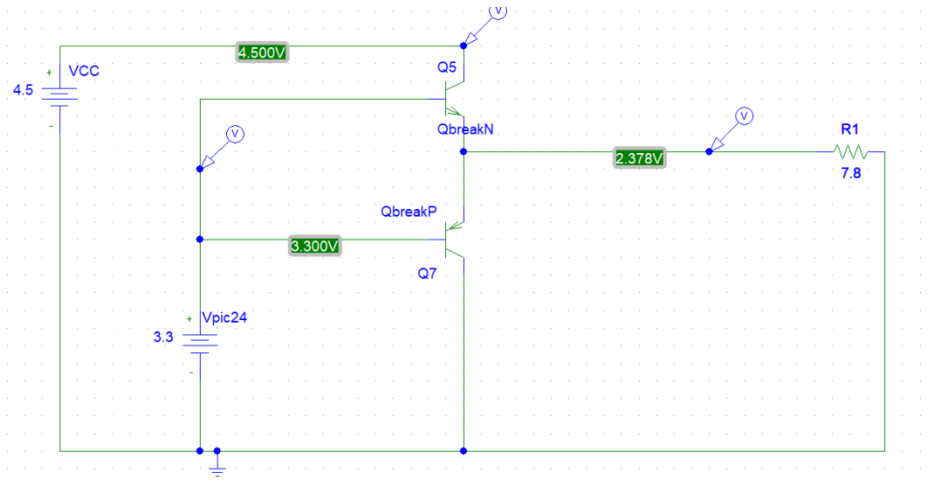 V
4.500V
+
VCC
Q5
4.5
-
QbreakN
V
V
R1
2.378V
7.8
QbreakP
3.300V
Q7
+
Vpic24
3.3
-